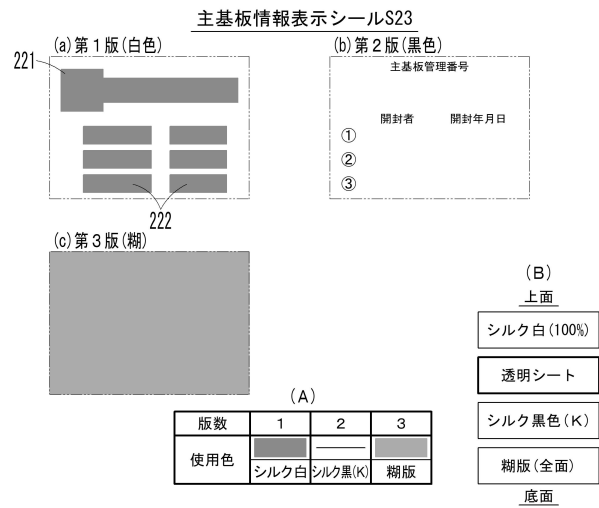 主基板情報表示シールS23
(a)第1版(白色)
221
222
(b)第2版(黒色)
主基板管理番号
開封者 開封年月日
①
②
③
(c)第3版(糊)
(A)
版数 1 2 3
使用色 シルク白 シルク黒(K) 糊版
(B)
上面
シルク白(100%)
透明シート
シルク黒色(K)
糊版(全面)
底面